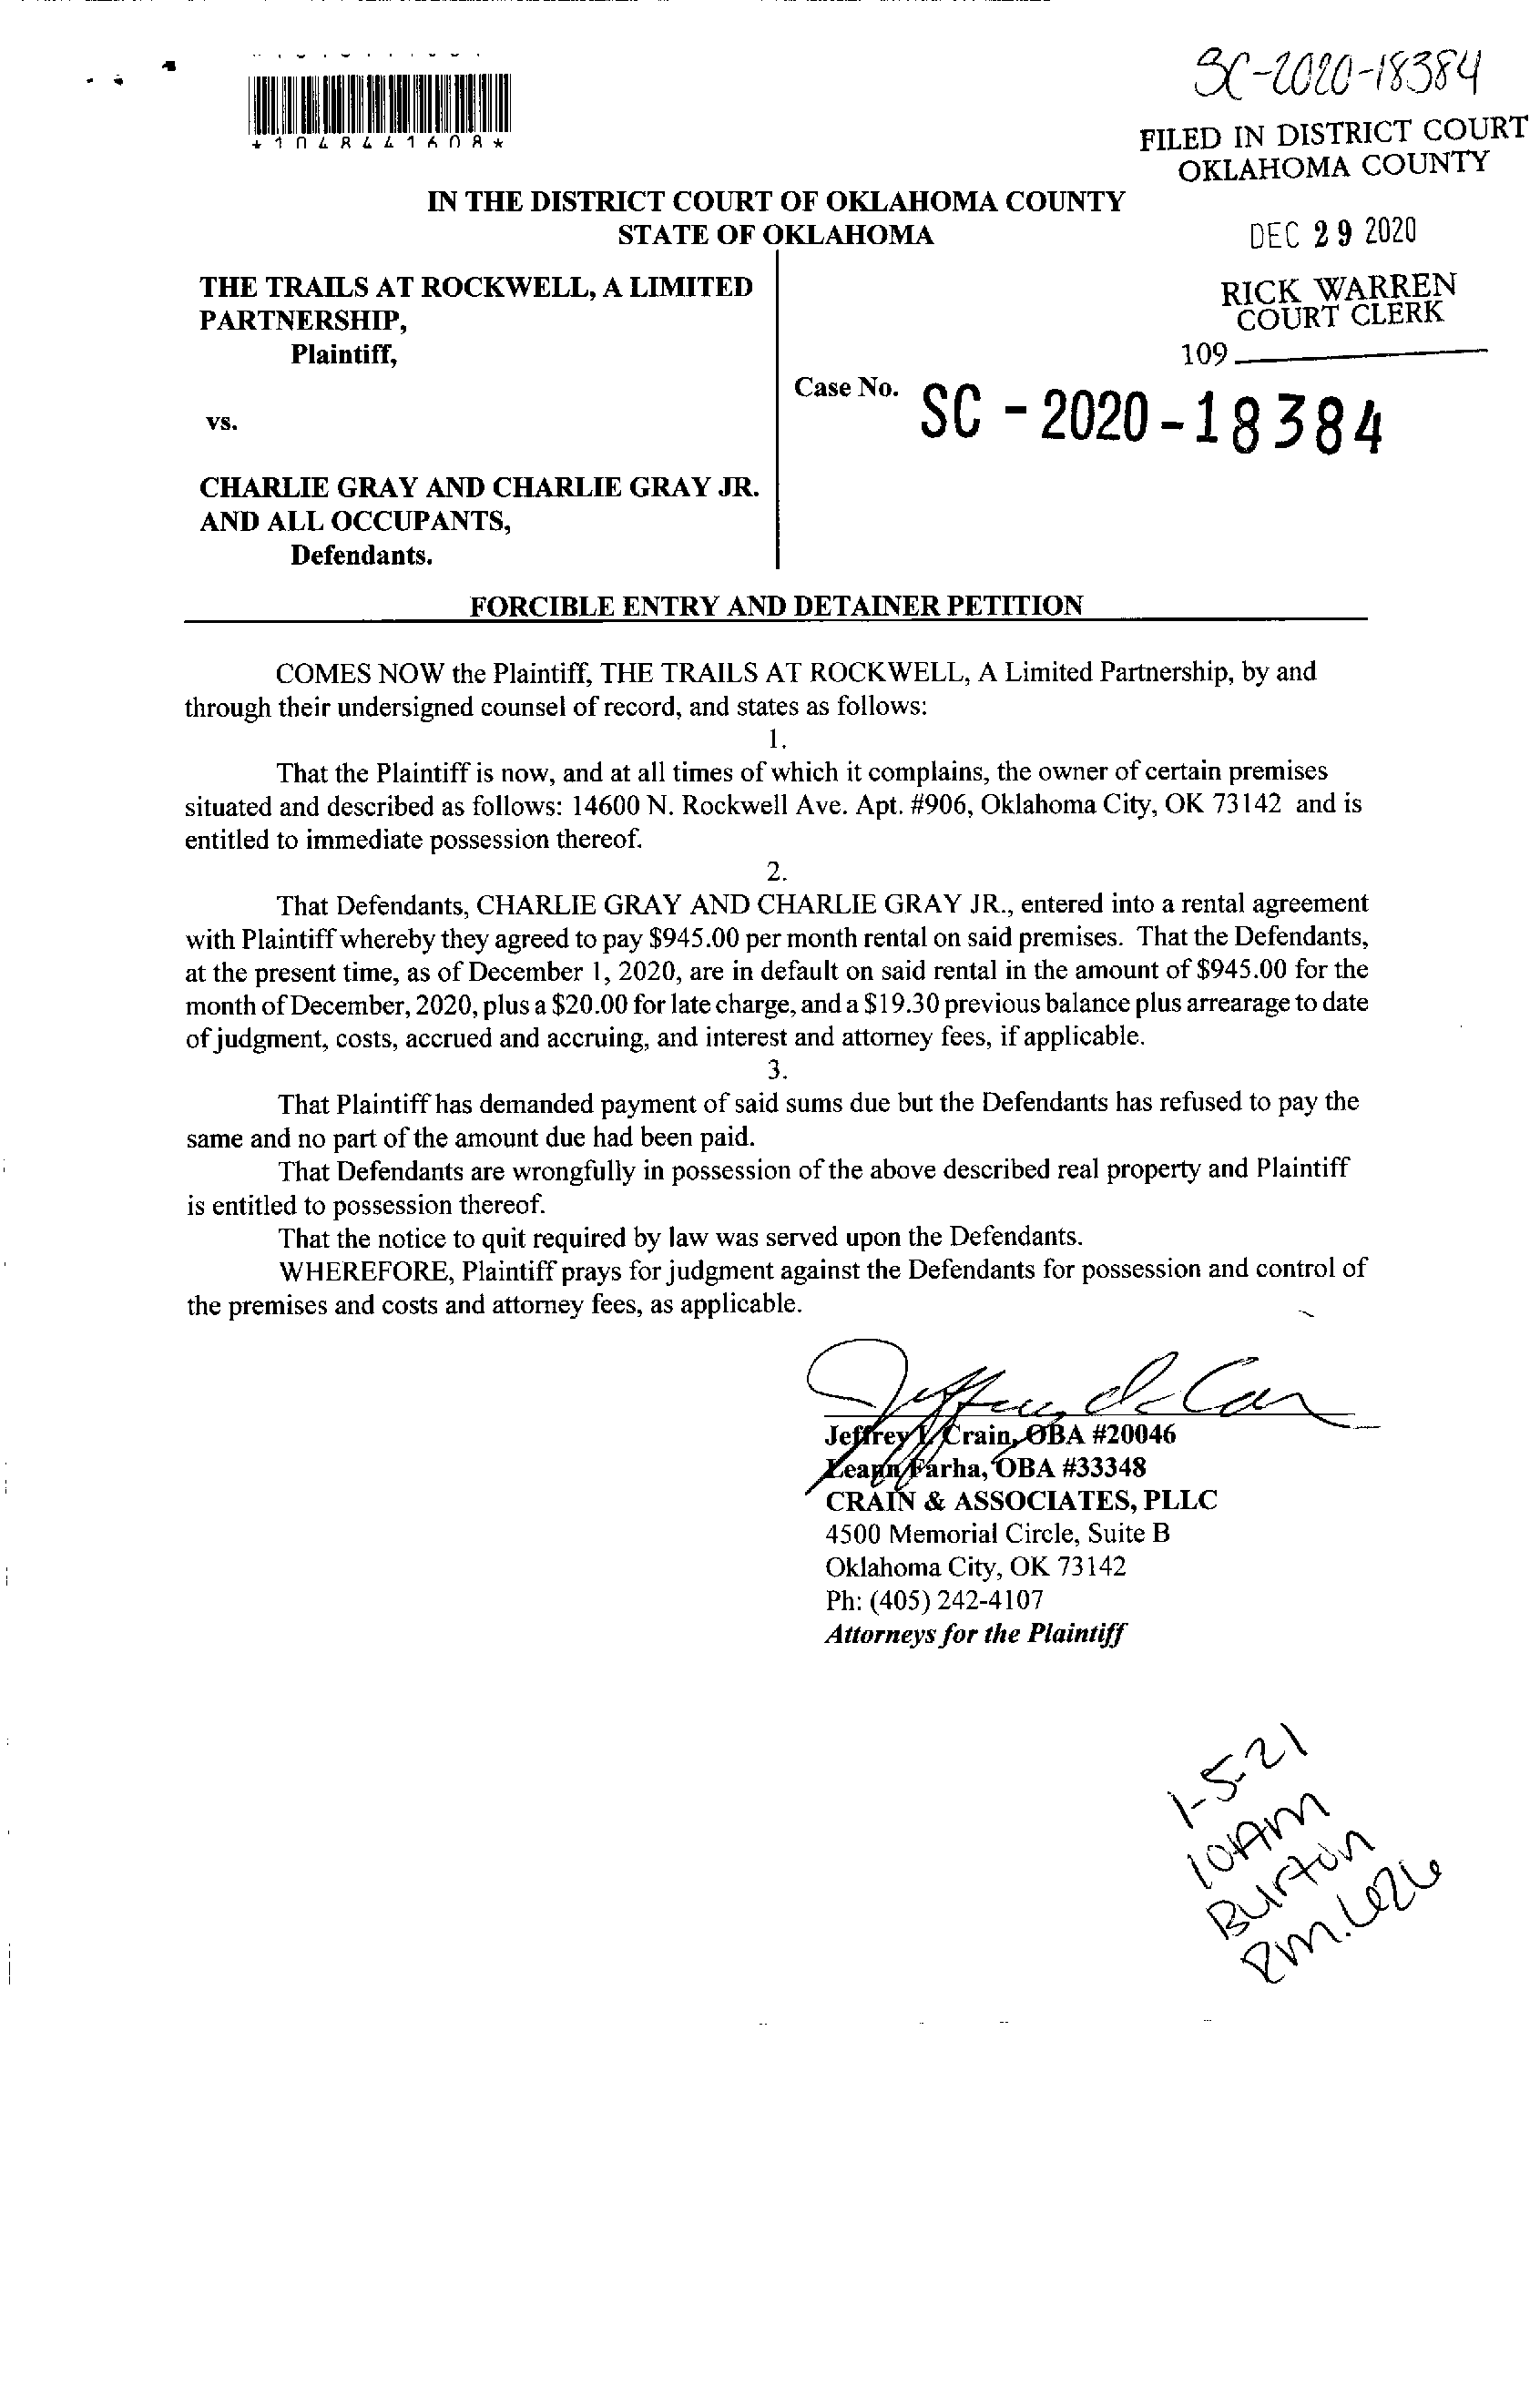 SC-2020-18384
*1048441608*
FILED IN DISTRICT COURT
OKLAHOMA COUNTY
IN THE DISTRICT COURT OF OKLAHOMA COUNTY
STATE OF OKLAHOMA
DEC 29 2020
RICK WARREN
COURT CLERK
109
THE TRAILS AT ROCKWELL, A LIMITED
PARTNERSHIP,
Plaintiff,
vs.
CHARLIE GRAY AND CHARLIE GRAY JR.
AND ALL OCCUPANTS,
Defendants.
Case No. SC-2020-18384
FORCIBLE ENTRY AND DETAINER PETITION
COMES NOW the Plaintiff, THE TRAILS AT ROCKWELL, A Limited Partnership, by and
through their undersigned counsel of record, and states as follows:
1.
That the Plaintiff is now, and at all times of which it complains, the owner of certain premises
situated and described as follows: 14600 N. Rockwell Ave. Apt. #906, Oklahoma City, OK 73142 and is
entitled to immediate possession thereof.
2.
That Defendants, CHARLIE GRAY AND CHARLIE GRAY JR., entered into a rental agreement
with Plaintiff whereby they agreed to pay $945.00 per month rental on said premises. That the Defendants,
at the present time, as of December 1, 2020, are in default on said rental in the amount of $945.00 for the
month of December, 2020, plus a $20.00 for late charge, and a $19.30 previous balance plus arrearage to date
of judgment, costs, accrued and accruing, and interest and attorney fees, if applicable.
3.
That Plaintiff has demanded payment of said sums due but the Defendants has refused to pay the
same and no part of the amount due had been paid.
That Defendants are wrongfully in possession of the above described real property and Plaintiff
is entitled to possession thereof.
That the notice to quit required by law was served upon the Defendants.
WHEREFORE, Plaintiff prays for judgment against the Defendants for possession and control of
the premises and costs and attorney fees, as applicable.
Jeffrey I. Crain, OBA #20046
Leann Farha, OBA #33348
CRAIN & ASSOCIATES, PLLC
4500 Memorial Circle, Suite B
Oklahoma City, OK 73142
Ph: (405) 242-4107
Attorneys for the Plaintiff
1-5-21
10AM
Burton
Rm. 626